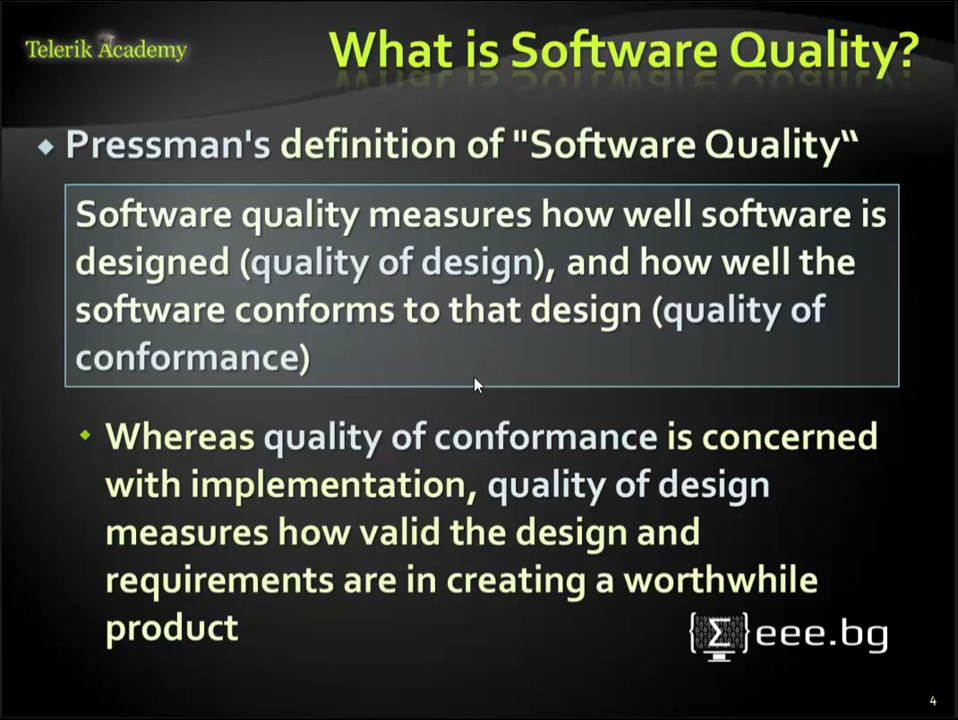 Telerik Academy
What is Software Quality?
Pressman's definition of "Software Quality“
Software quality measures how well software is
designed (quality of design), and how well the
software conforms to that design (quality of
conformance)
Whereas quality of conformance is concerned
with implementation, quality of design
measures how valid the design and
requirements are in creating a worthwhile
product
{Σ}eee.bg
4